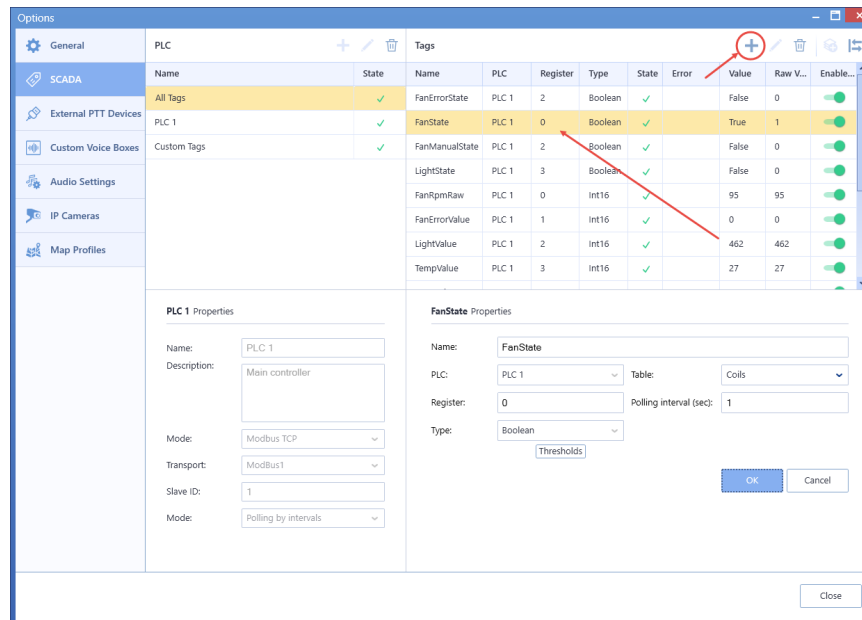 Options
General
SCADA
External PTT Devices
Custom Voice Boxes
Audio Settings
IP Cameras
Map Profiles
PLC
Name State
All Tags
PLC 1
Custom Tags
Tags
Name PLC Register Type State Error Value Raw V... Enable...
FanErrorState PLC 1 2 Boolean False 0
FanState PLC 1 0 Boolean True 1
FanManualState PLC 1 2 Boolean False 0
LightState PLC 1 3 Boolean False 0
FanRpmRaw PLC 1 0 Int16 95 95
FanErrorValue PLC 1 1 Int16 0 0
LightValue PLC 1 2 Int16 462 462
TempValue PLC 1 3 Int16 27 27
PLC 1 Properties
Name: PLC 1
Description: Main controller
Mode: Modbus TCP
Transport: ModBus1
Slave ID: 1
Mode: Polling by intervals
FanState Properties
Name: FanState
PLC: PLC 1 Table: Coils
Register: 0 Polling interval (sec): 1
Type: Boolean
Thresholds
OK Cancel
Close